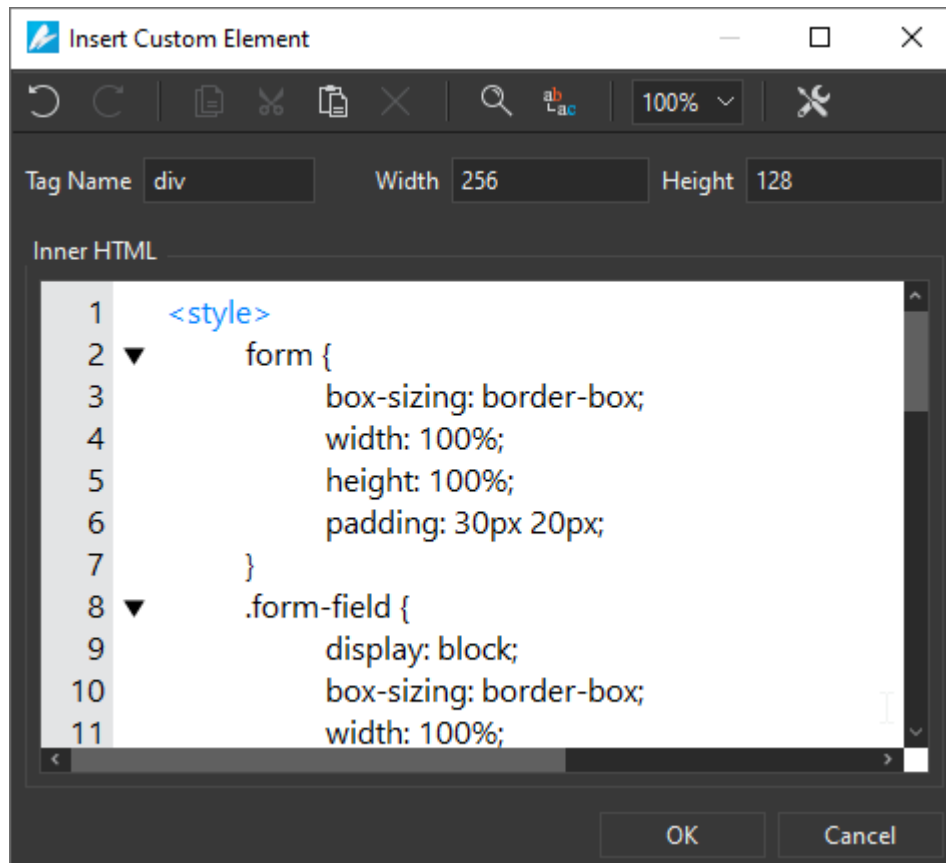 Insert Custom Element
ab ac 100%
Tag Name div Width 256 Height 128
Inner HTML
1 <style>
2 form {
3 box-sizing: border-box;
4 width: 100%;
5 height: 100%;
6 padding: 30px 20px;
7 }
8 .form-field {
9 display: block;
10 box-sizing: border-box;
11 width: 100%;
OK Cancel